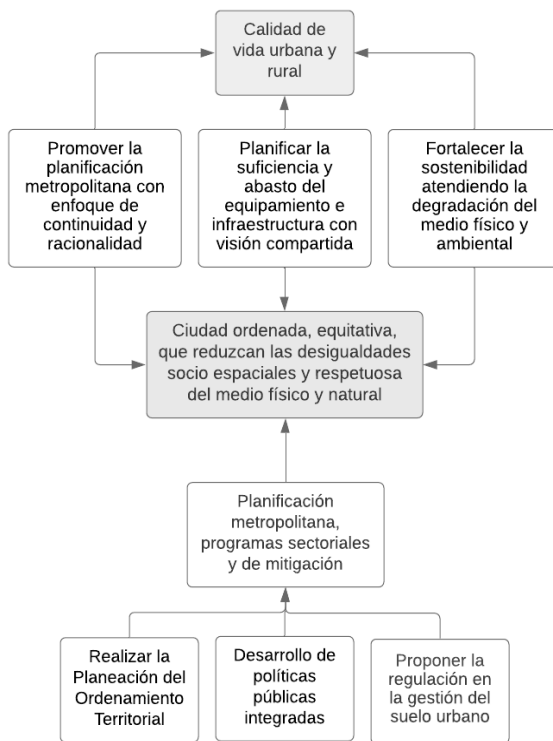 Calidad de
vida urbana y
rural
Promover la
planificación
metropolitana con
enfoque de
continuidad y
racionalidad
Planificar la
suficiencia y
abasto del
equipamiento e
infraestructura con
visión compartida
Fortalecer la
sostenibilidad
atendiendo la
degradación del
medio físico y
ambiental
Ciudad ordenada, equitativa,
que reduzcan las desigualdades
socio espaciales y respetuosa
del medio físico y natural
Planificación
metropolitana,
programas sectoriales
y de mitigación
Realizar la
Planeación del
Ordenamiento
Territorial
Desarrollo de
políticas
públicas
integradas
Proponer la
regulación en
la gestión del
suelo urbano